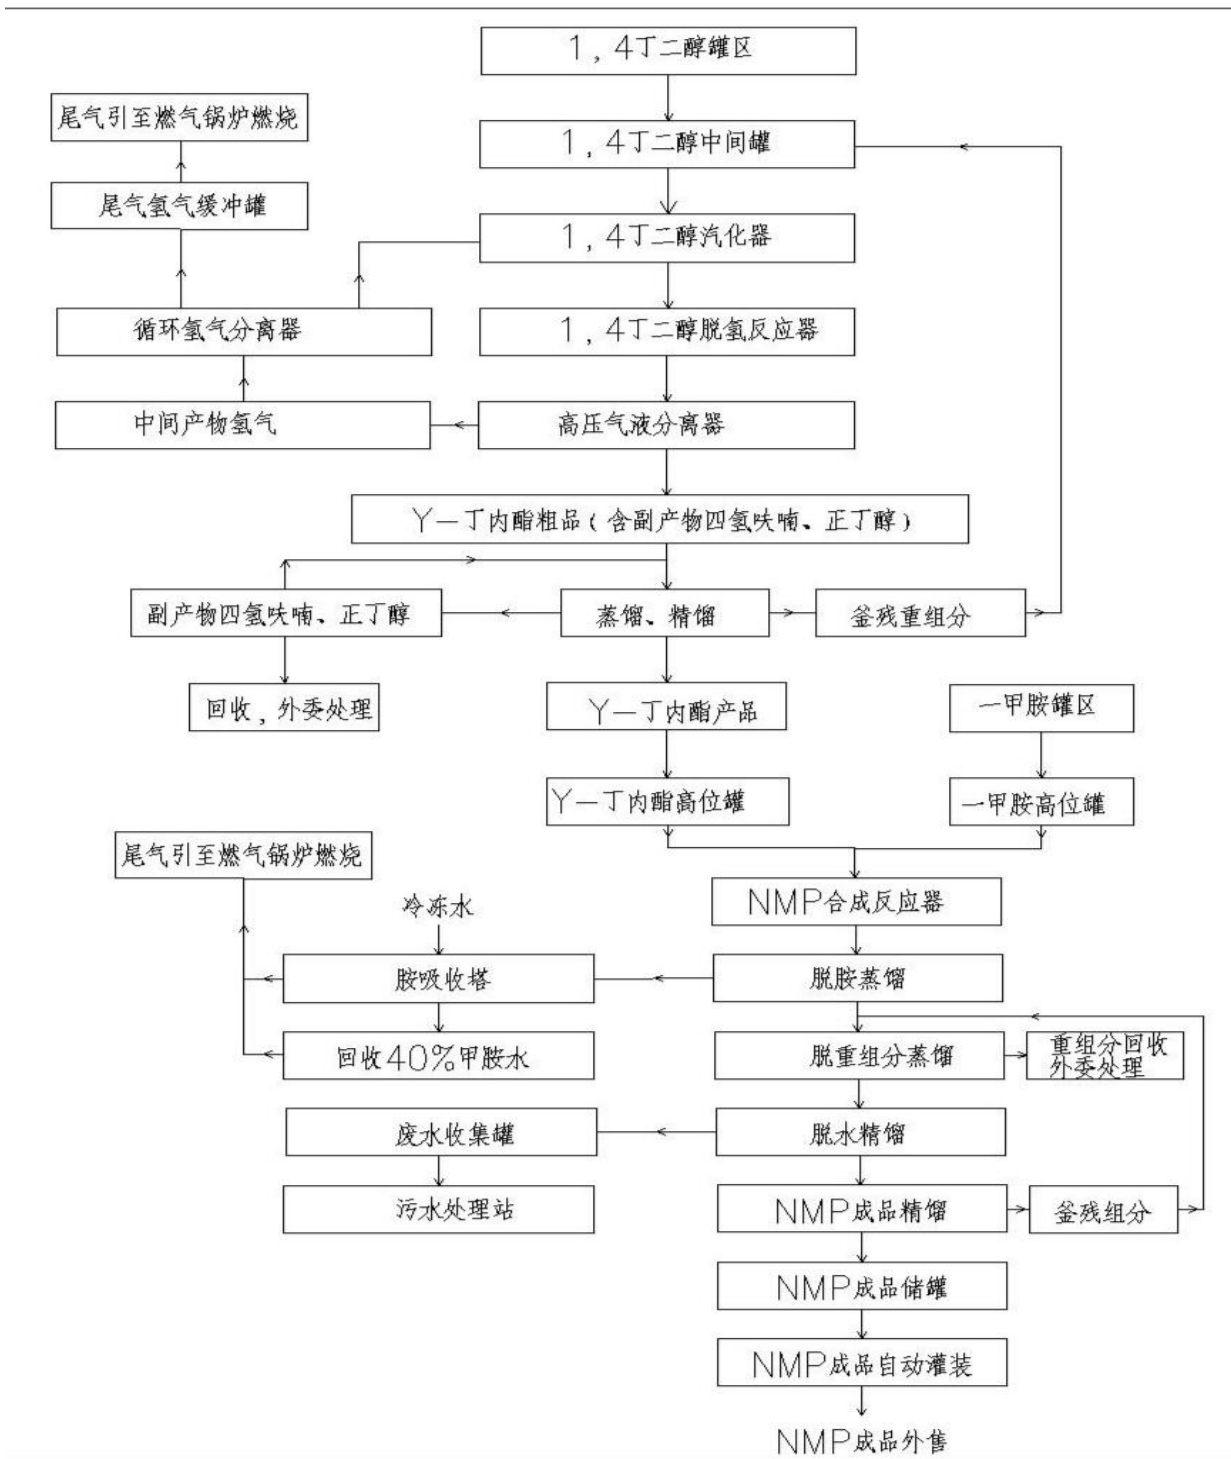 1，4丁二醇罐区
尾气引至燃气锅炉燃烧
1，4丁二醇中间罐
尾气氢气缓冲罐
1，4丁二醇汽化器
循环氢气分离器
1，4丁二醇脱氢反应器
中间产物氢气
高压气液分离器
Y—丁内酯粗品（含副产物四氢呋喃、正丁醇）
副产物四氢呋喃、正丁醇
蒸馏、精馏
釜残重组分
回收，外委处理
Y—丁内酯产品
一甲胺罐区
Y—丁内酯高位罐
一甲胺高位罐
尾气引至燃气锅炉燃烧
NMP合成反应器
冷冻水
胺吸收塔
脱胺蒸馏
回收40%甲胺水
脱重组分蒸馏
重组分回收
外委处理
废水收集罐
脱水精馏
污水处理站
NMP成品精馏
釜残组分
NMP成品储罐
NMP成品自动灌装
NMP成品外售